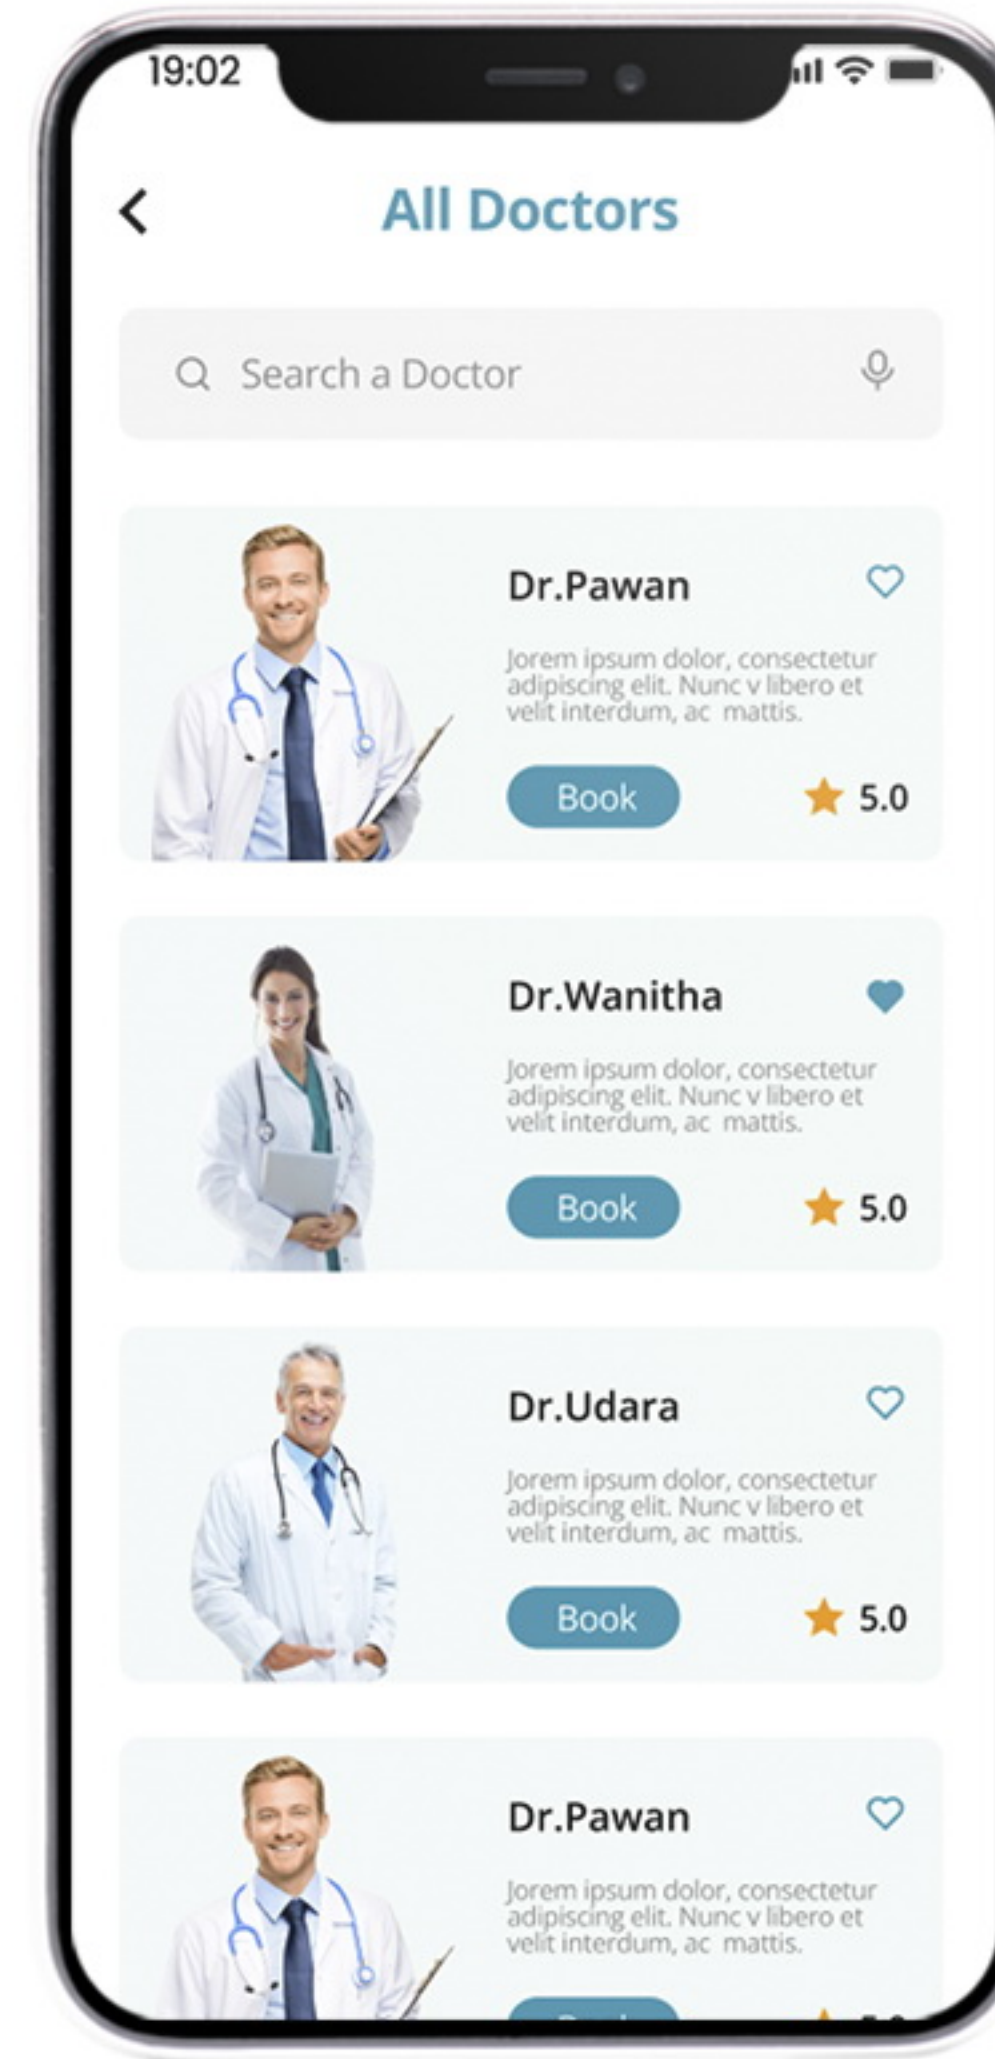 19:02
All Doctors
Search a Doctor
Dr.Pawan
Jorem ipsum dolor, consectetur
adipiscing elit. Nunc v libero et
velit interdum, ac  mattis.
Book
5.0
Dr.Wanitha
Jorem ipsum dolor, consectetur
adipiscing elit. Nunc v libero et
velit interdum, ac  mattis.
Book
5.0
Dr.Udara
Jorem ipsum dolor, consectetur
adipiscing elit. Nunc v libero et
velit interdum, ac  mattis.
Book
5.0
Dr.Pawan
Jorem ipsum dolor, consectetur
adipiscing elit. Nunc v libero et
velit interdum, ac  mattis.